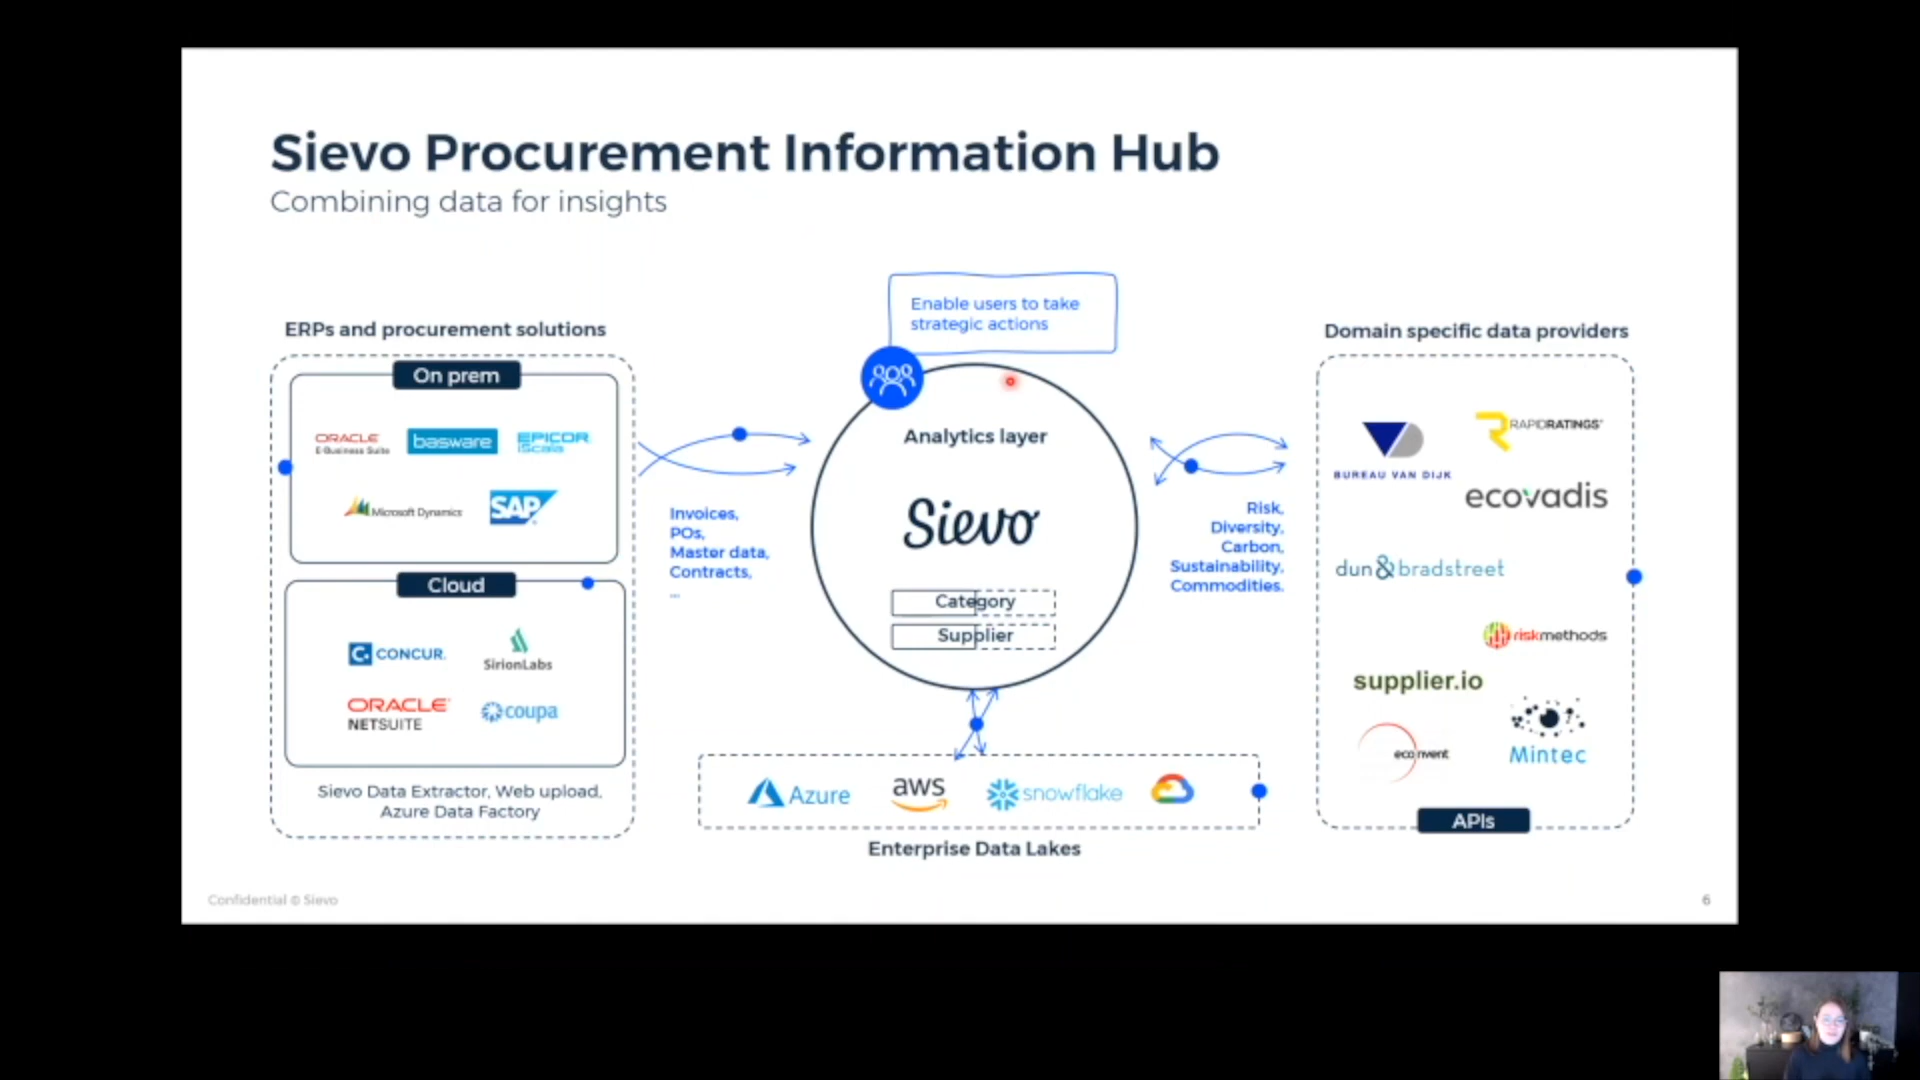 Sievo Procurement Information Hub
Combining data for insights
Enable users to take
strategic actions
ERPs and procurement solutions
On prem
ORACLE
E-Business Suite
basware
EPICOR
iScala
Microsoft Dynamics
SAP
Cloud
CONCUR.
SirionLabs
ORACLE
NETSUITE
coupa
Sievo Data Extractor, Web upload,
Azure Data Factory
Invoices,
POs,
Master data,
Contracts,
...
Analytics layer
Sievo
Category
Supplier
Azure
aws
snowflake
Enterprise Data Lakes
Risk,
Diversity,
Carbon,
Sustainability,
Commodities.
Domain specific data providers
BUREAU VAN DIJK
RAPIDRATINGS
ecovadis
dun & bradstreet
riskmethods
supplier.io
ecoinvent
Mintec
APIs
Confidential © Sievo
6